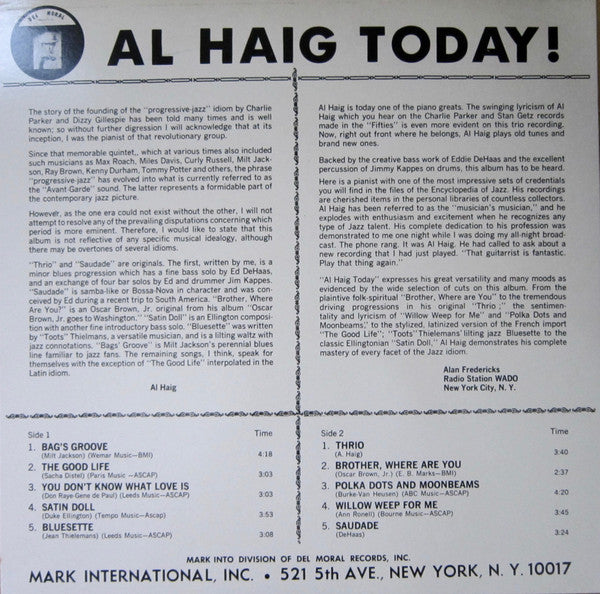 DEL MORAL
AL HAIG TODAY!
The story of the founding of the "progressive-jazz" idiom by Charlie
Parker and Dizzy Gillespie has been told many times and is well
known; so without further digression I will acknowledge that at its
inception, I was the pianist of that revolutionary group.
Since that memorable quintet,, which at various times also included
such musicians as Max Roach, Miles Davis, Curly Russell, Milt Jack-
son, Ray Brown, Kenny Durham, Tommy Potter and others, the phrase
"progressive-jazz" has evolved into what is currently referred to as
the "Avant Garde" sound. The latter represents a formidable part of
the contemporary jazz picture.
However, as the one era could not exist without the other, I will not
attempt to resolve any of the prevailing disputations concerning which
period is more eminent. Therefore, I would like to state that this
album is not reflective of any specific musical idealogy, although
there may be overtones of several idioms.
"Thrio" and "Saudade" are originals. The first, written by me, is a
minor blues progression which has a fine bass solo by Ed DeHaas,
and an exchange of four bar solos by Ed and drummer Jim Kappes.
"Saudade" is samba-like or Bossa Nova in character and was con-
ceived by Ed during a recent trip to South America. "Brother, Where
Are You?" is an Oscar Brown, Jr. original from his album "Oscar
Brown, Jr. goes to Washington." "Satin Doll" is an Ellington composi-
tion with another fine introductory bass solo. "Bluesette" was written
by "Toots" Thielmans, a versatile musician, and is a lilting waltz with
jazz connotations. "Bags' Groove" is Milt Jackson's perennial blues
line familiar to jazz fans. The remaining songs, I think, speak for
themselves with the exception of "The Good Life" interpolated in the
Latin idiom.
Al Haig
Al Haig is today one of the piano greats. The swinging lyricism of Al
Haig which you hear on the Charlie Parker and Stan Getz records
made in the "Fifties" is even more evident on this trio recording.
Now, right out front where he belongs, Al Haig plays old tunes and
brand new ones.
Backed by the creative bass work of Eddie DeHaas and the excellent
percussion of Jimmy Kappes on drums, this album has to be heard.
Here is a pianist with one of the most impressive sets of credentials
you will find in the files of the Encyclopedia of Jazz. His recordings
are cherished items in the personal libraries of countless collectors.
Al Haig has been referred to as the "musician's musician," and he
explodes with enthusiasm and excitement when he recognizes any
type of Jazz talent. His complete dedication to his profession was
demonstrated to me one night while I was doing my all-night broad-
cast. The phone rang. It was Al Haig. He had called to ask about a
new recording that I had just played. "That guitarist is fantastic.
Play that thing again."
"Al Haig Today" expresses his great versatility and many moods as
evidenced by the wide selection of cuts on this album. From the
plaintive folk-spiritual "Brother, Where are You" to the tremendous
driving progressions in his original "Thrio;" the sentimen-
tality and lyricism of "Willow Weep for Me" and "Polka Dots and
Moonbeams;" to the stylized, latinized version of the French import
"The Good Life"; "Toots" Thielmans' lilting jazz Bluesette to the
classic Ellingtonian "Satin Doll," Al Haig demonstrates his complete
mastery of every facet of the Jazz idiom.
Alan Fredericks
Radio Station WADO
New York City, N. Y.
Side 1 Time
1. BAG'S GROOVE
(Milt Jackson) (Wemar Music—BMI) 4:18
2. THE GOOD LIFE
(Sacha Distel) (Paris Music —ASCAP) 3:03
3. YOU DON'T KNOW WHAT LOVE IS
(Don Raye Gene de Paul) (Leeds Music—ASCAP) 3:03
4. SATIN DOLL
(Duke Ellington) (Tempo Music—Ascap) 3:53
5. BLUESETTE
(Jean Thielemans) (Leeds Music—ASCAP) 3:08
Side 2 Time
1. THRIO
(A. Haig) 3:40
2. BROTHER, WHERE ARE YOU
(Oscar Brown, Jr.) (E. B. Marks—BMI) 2:37
3. POLKA DOTS AND MOONBEAMS
(Burke-Van Heusen) (ABC Music—ASCAP) 4:20
4. WILLOW WEEP FOR ME
(Ann Ronell) (Bourne Music—ASCAP) 3:45
5. SAUDADE
(DeHaas) 3:24
MARK INTO DIVISION OF DEL MORAL RECORDS, INC.
MARK INTERNATIONAL, INC. • 521 5th AVE., NEW YORK, N. Y. 10017